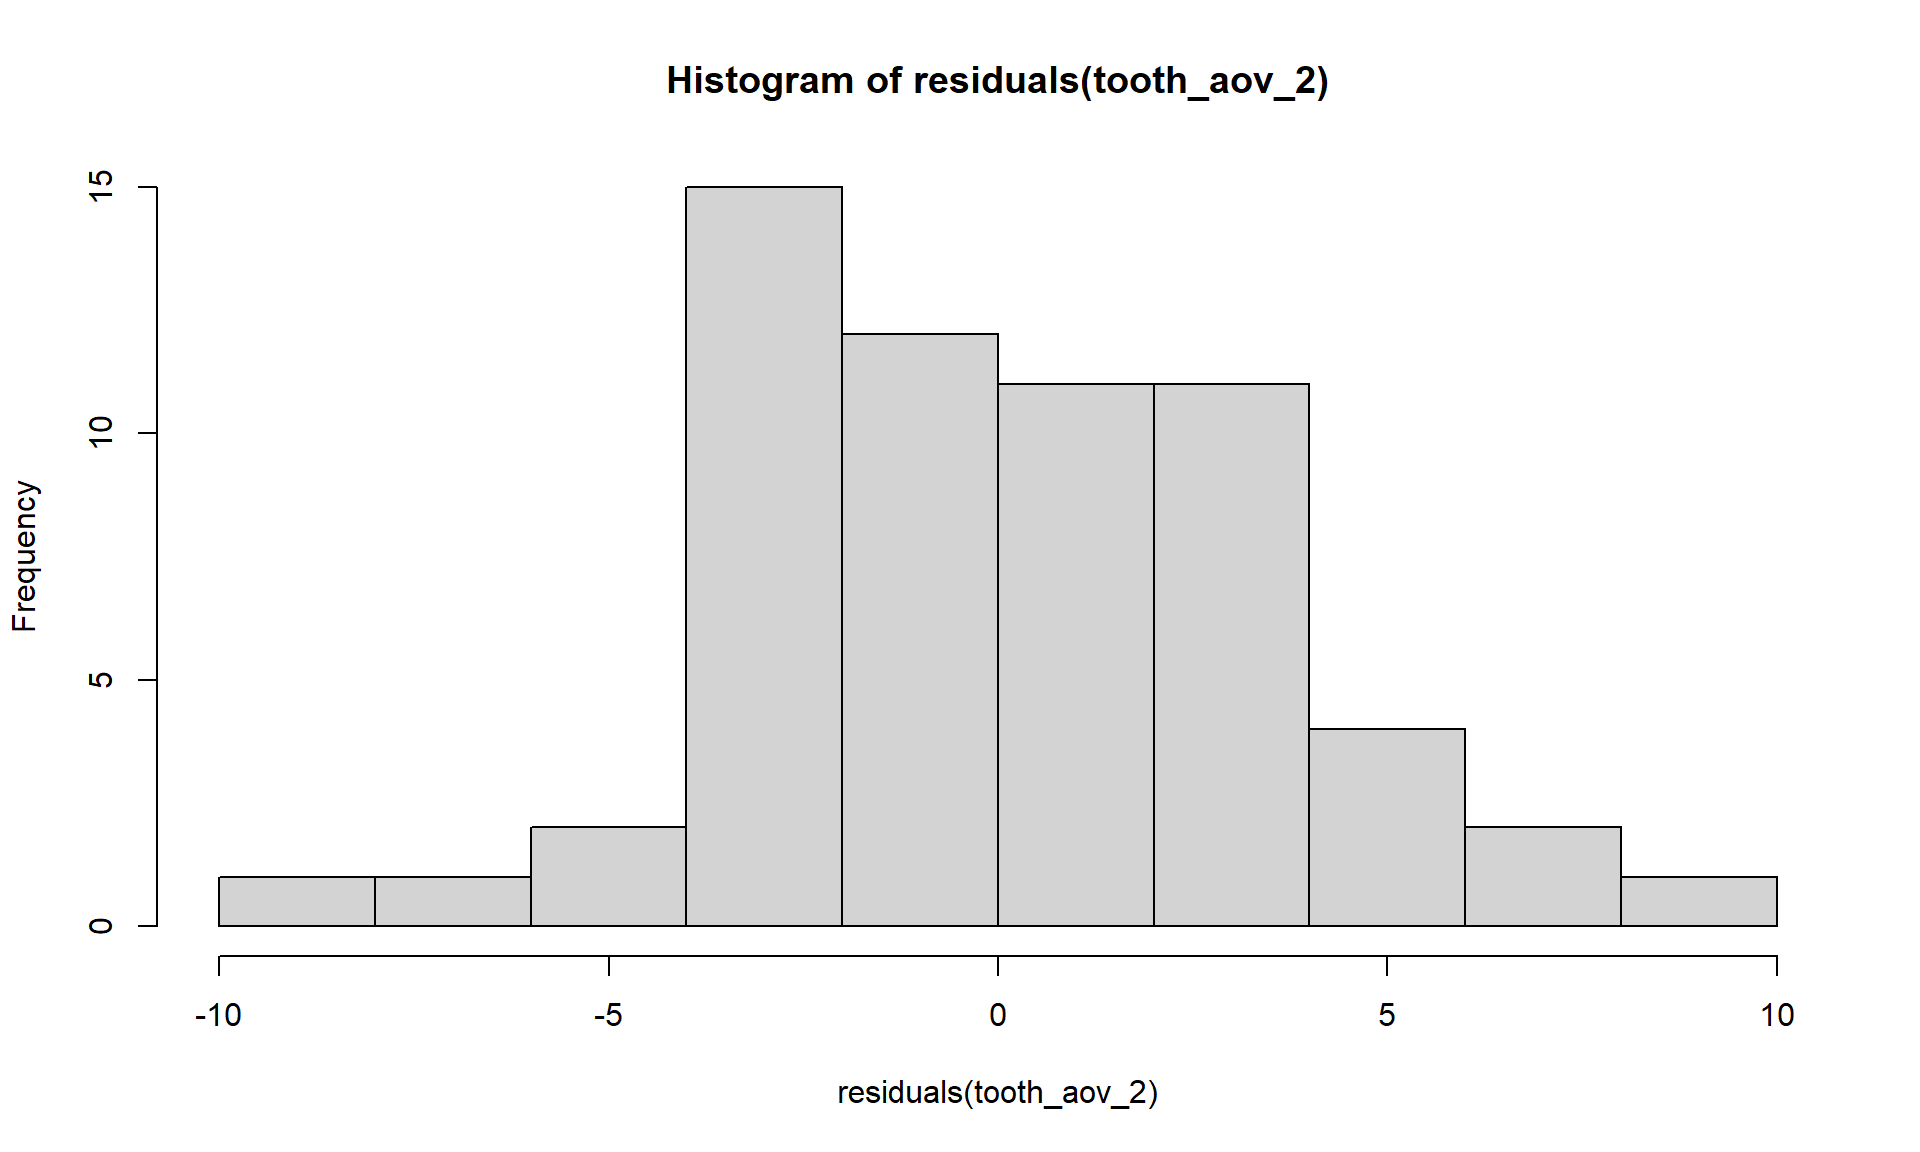 Histogram of residuals(tooth_aov_2)
Frequency
15
10
5
0
-10 -5 0 5 10
residuals(tooth_aov_2)